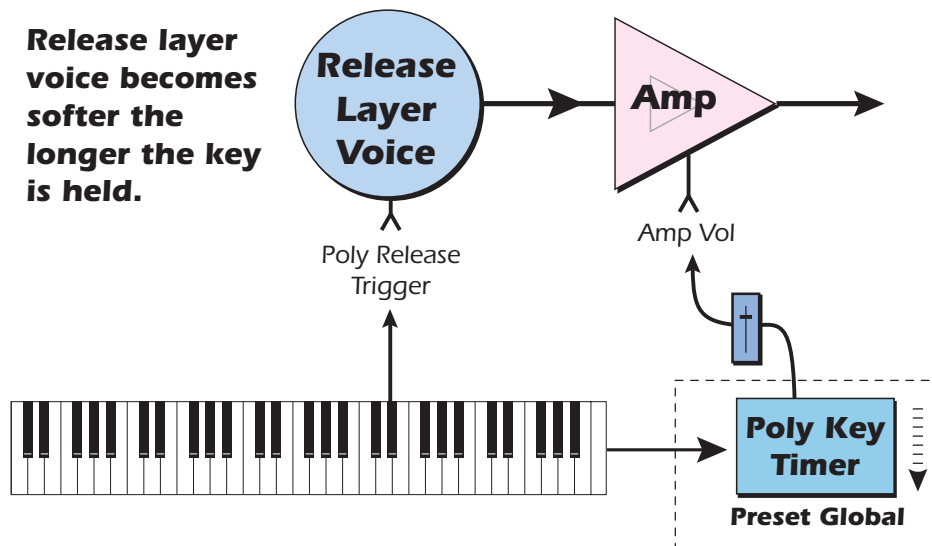 Release layer
voice becomes
softer the
longer the key
is held.
Release
Layer
Voice
Amp
Poly Release
Trigger
Amp Vol
Poly Key
Timer
Preset Global